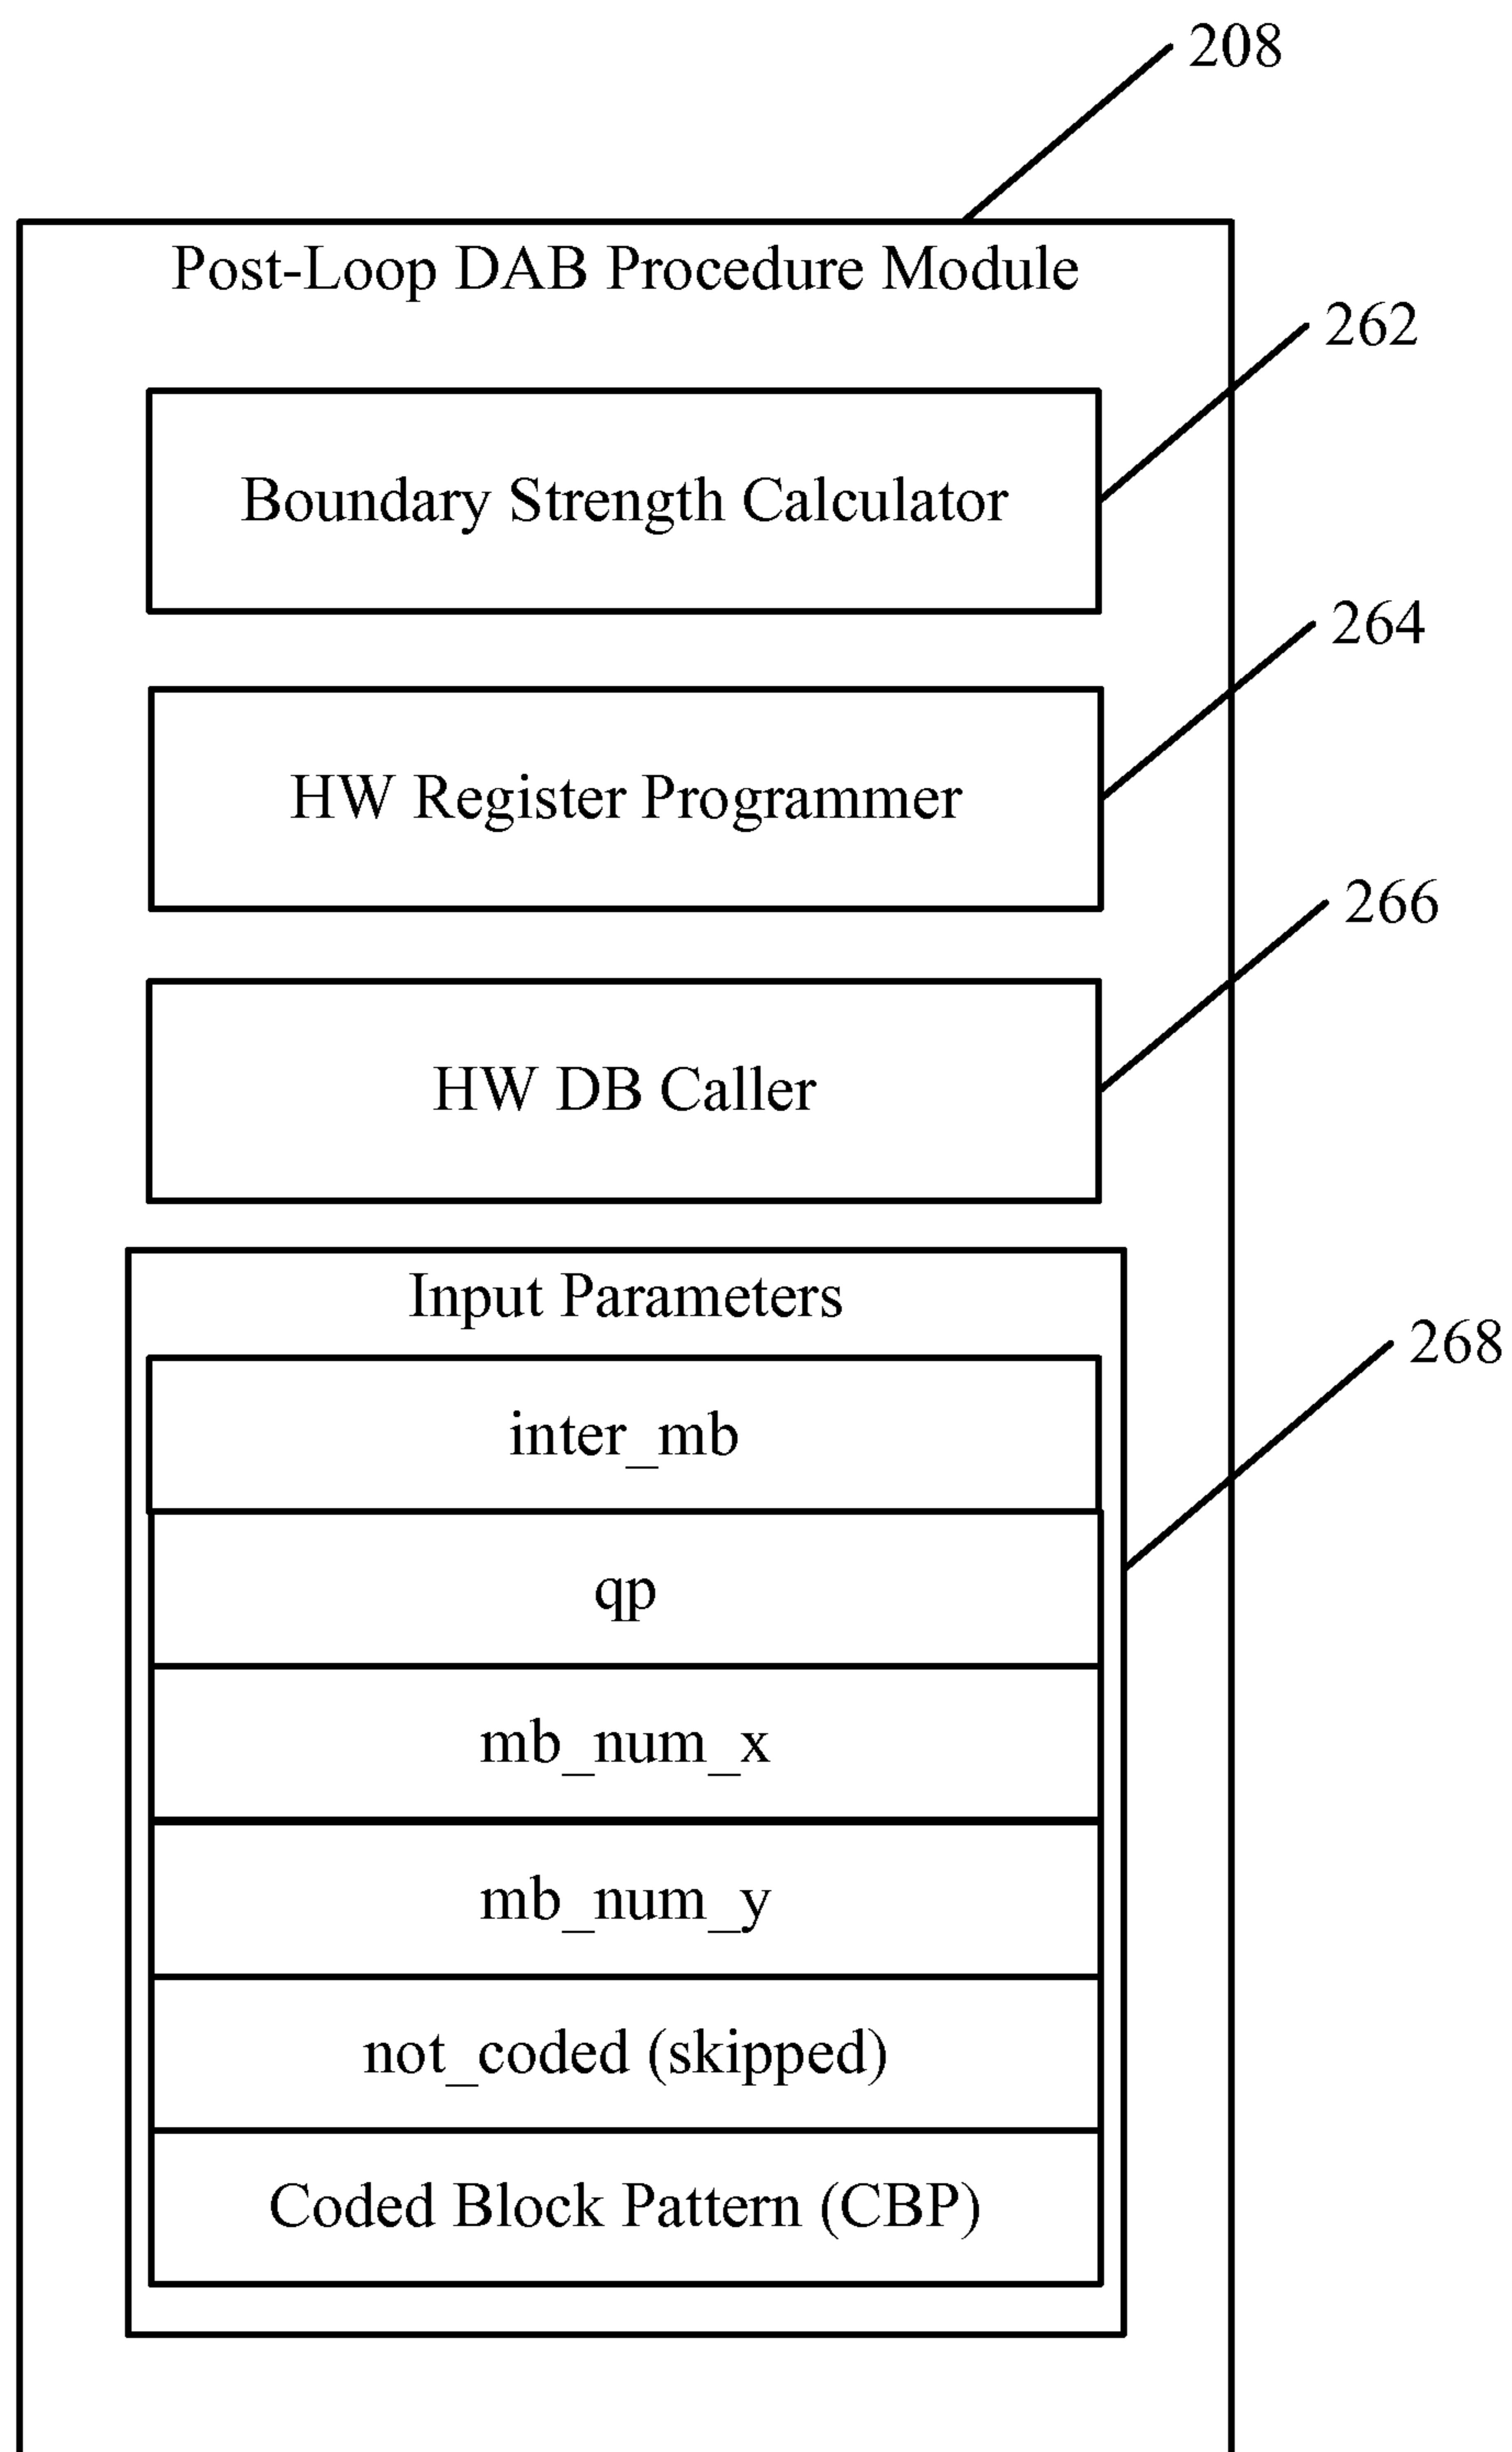 208
Post-Loop DAB Procedure Module
262
Boundary Strength Calculator
264
HW Register Programmer
266
HW DB Caller
Input Parameters
268
inter_mb
qp
mb_num_x
mb_num_y
not_coded (skipped)
Coded Block Pattern (CBP)